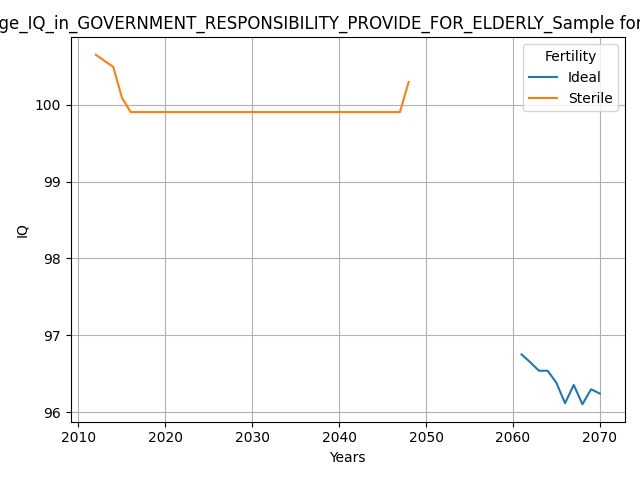 ge_IQ_in_GOVERNMENT_RESPONSIBILITY_PROVIDE_FOR_ELDERLY_Sample for
Fertility
Ideal
Sterile
100
99
98
97
96
IQ
2010 2020 2030 2040 2050 2060 2070
Years